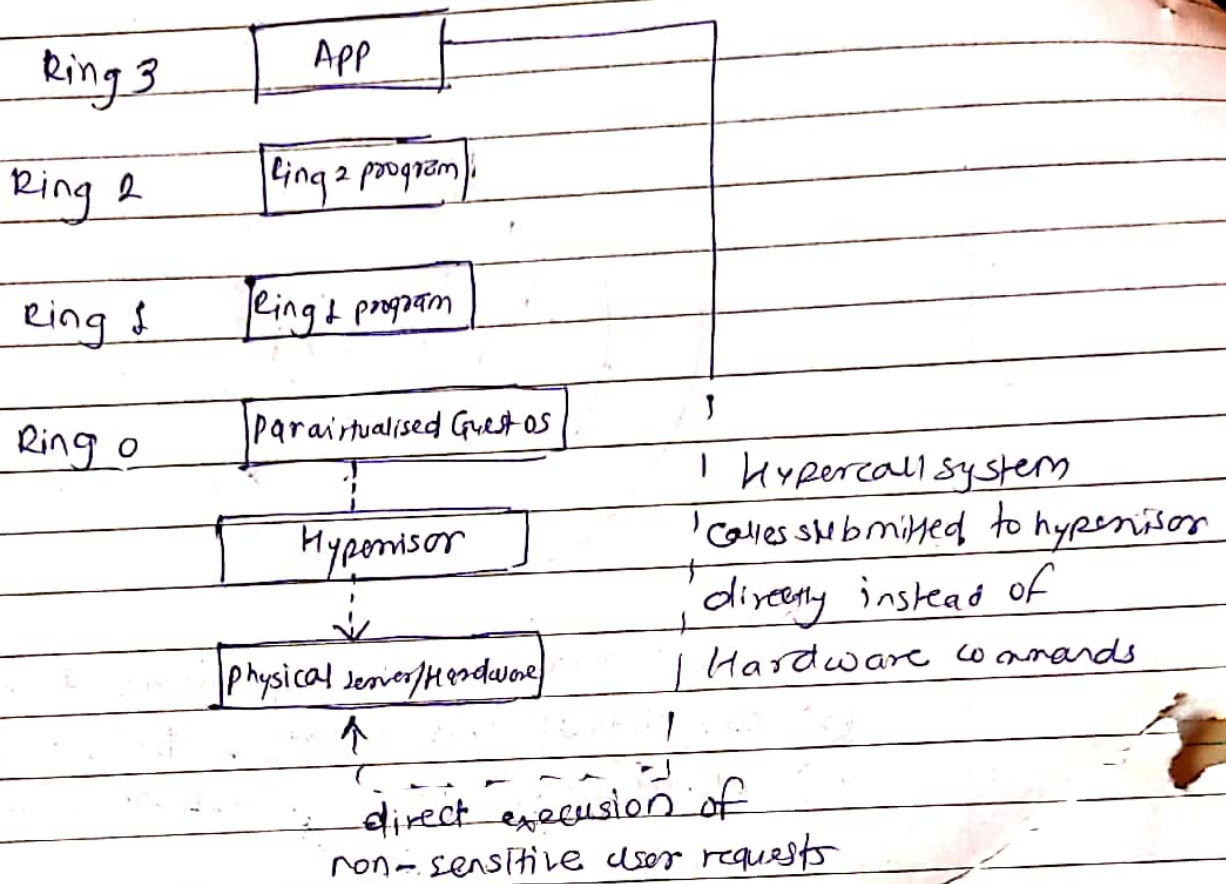 Ring 3 App
Ring 2 Ring 2 program
Ring 1 Ring 1 program
Ring 0 Paravirtualised Guest OS
Hypervisor
Physical server/Hardware
Hypercall system
calles submitted to hypervisor
directly instead of
Hardware commands
direct execusion of
non-sensitive user requests